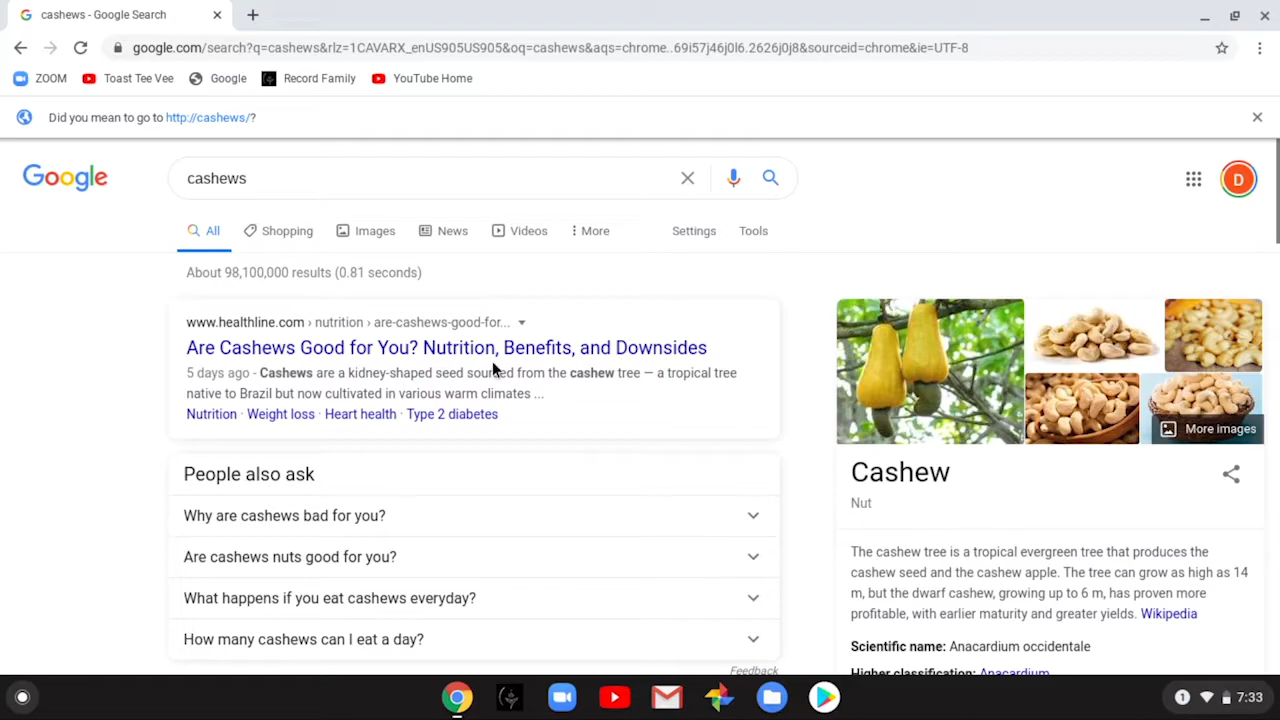 cashews - Google Search
google.com/search?q=cashews&rlz=1CAVARX_enUS905US905&oq=cashews&aqs=chrome..69i57j46j0l6.2626j0j8&sourceid=chrome&ie=UTF-8
ZOOM Toast Tee Vee Google Record Family YouTube Home
Did you mean to go to http://cashews/?
Google cashews D
All Shopping Images News Videos More Settings Tools
About 98,100,000 results (0.81 seconds)
www.healthline.com › nutrition › are-cashews-good-for...
Are Cashews Good for You? Nutrition, Benefits, and Downsides
5 days ago - Cashews are a kidney-shaped seed sourced from the cashew tree — a tropical tree
native to Brazil but now cultivated in various warm climates ...
Nutrition · Weight loss · Heart health · Type 2 diabetes
People also ask
Why are cashews bad for you?
Are cashews nuts good for you?
What happens if you eat cashews everyday?
How many cashews can I eat a day?
Feedback
More images
Cashew
Nut
The cashew tree is a tropical evergreen tree that produces the
cashew seed and the cashew apple. The tree can grow as high as 14
m, but the dwarf cashew, growing up to 6 m, has proven more
profitable, with earlier maturity and greater yields. Wikipedia
Scientific name: Anacardium occidentale
Higher classification: Anacardium
1 7:33